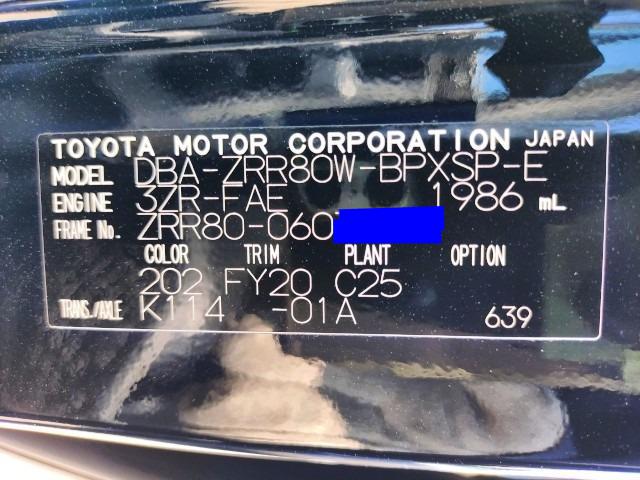 TOYOTA MOTOR CORPORATION JAPAN
MODEL DBA-ZRR80W-BPXSP-E
ENGINE 3ZR-FAE 1986 mL
FRAME No. ZRR80-060
COLOR TRIM PLANT OPTION
202 FY20 C25
TRANS./AXLE K114 -01A 639